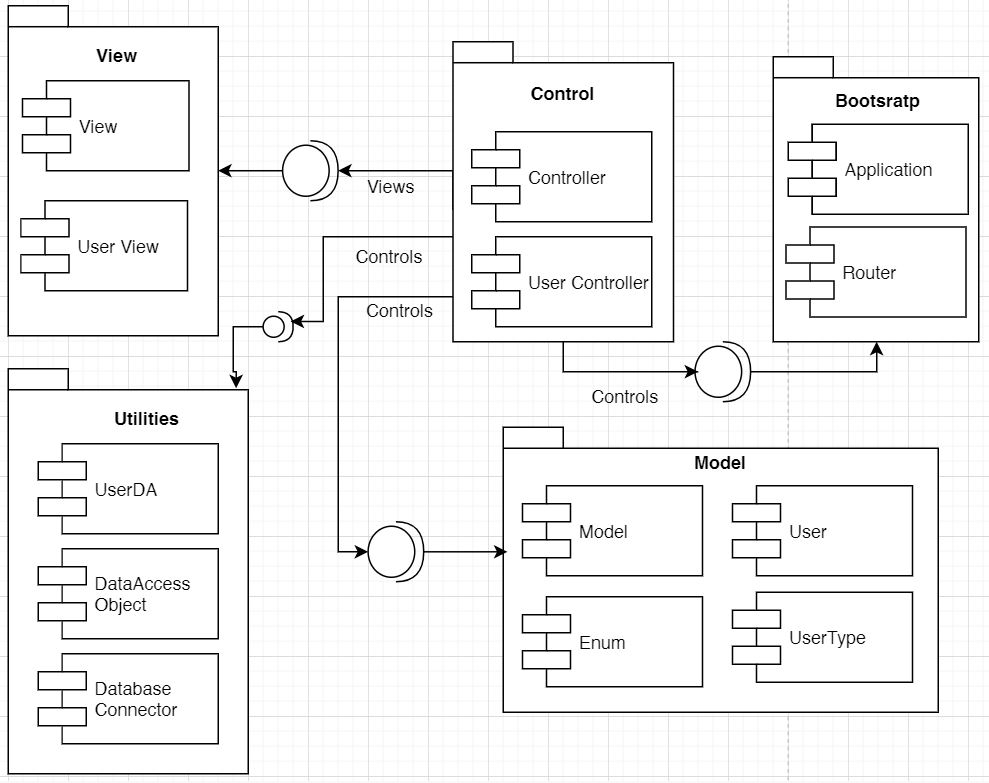 View
View
User View
Control
Controller
User Controller
Bootsratp
Application
Router
Views
Controls
Controls
Controls
Utilities
UserDA
DataAccess
Object
Database
Connector
Model
Model
User
Enum
UserType